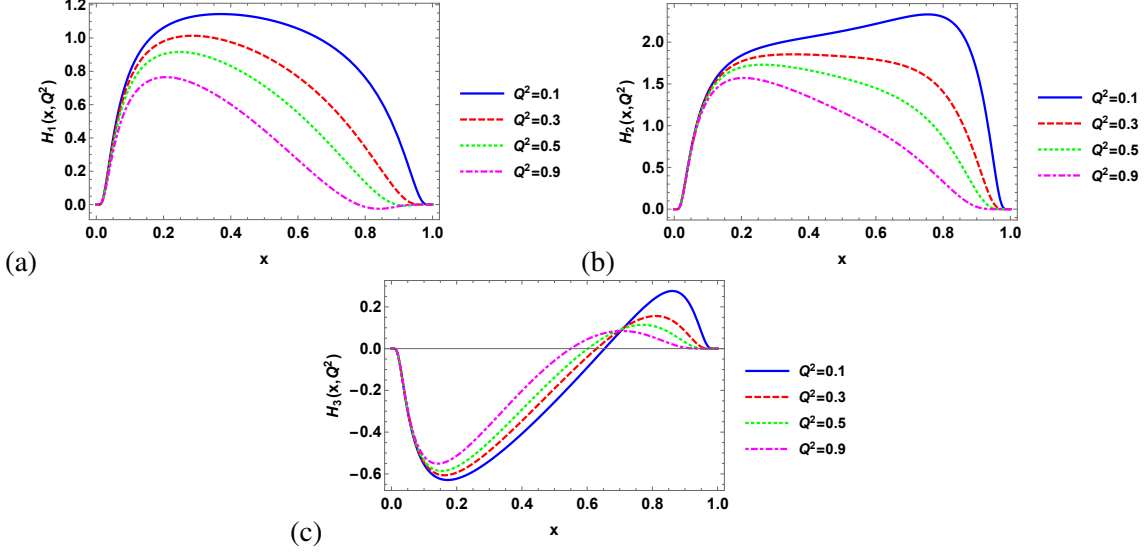 1.2
1.0
0.8
0.6
0.4
0.2
0.0
H₁(x,Q²)
0.0 0.2 0.4 0.6 0.8 1.0
x
Q²=0.1
Q²=0.3
Q²=0.5
Q²=0.9
(a)
2.0
1.5
1.0
0.5
0.0
H₂(x,Q²)
0.0 0.2 0.4 0.6 0.8 1.0
x
Q²=0.1
Q²=0.3
Q²=0.5
Q²=0.9
(b)
0.2
0.0
−0.2
−0.4
−0.6
H₃(x,Q²)
0.0 0.2 0.4 0.6 0.8 1.0
x
Q²=0.1
Q²=0.3
Q²=0.5
Q²=0.9
(c)